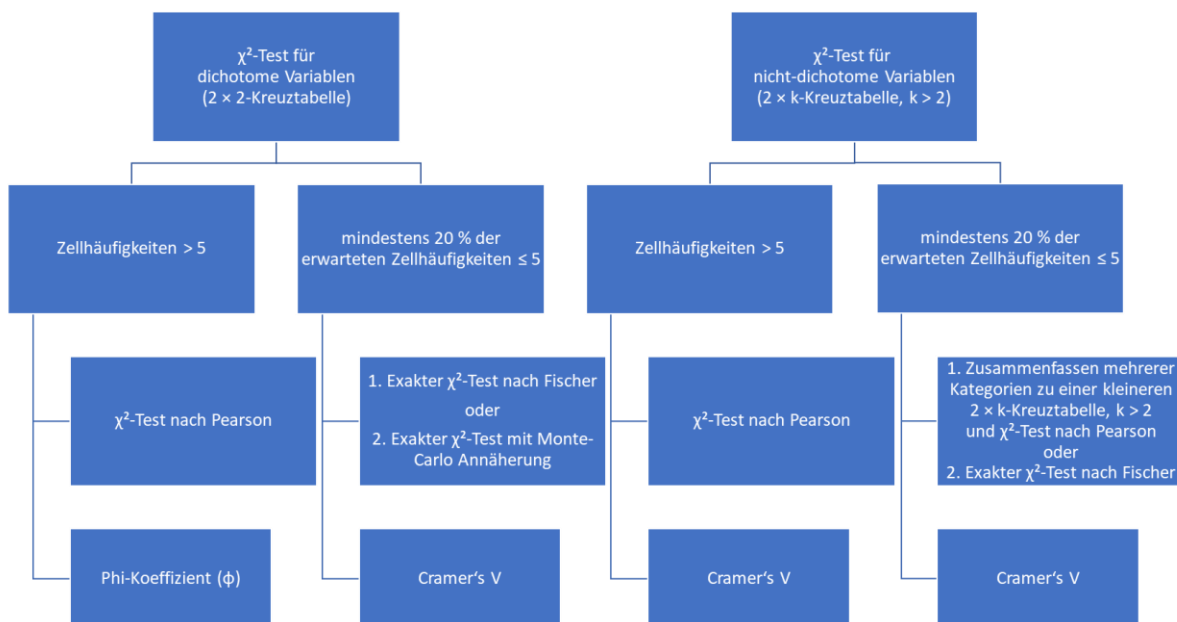 χ²-Test für
dichotome Variablen
(2 × 2-Kreuztabelle)
χ²-Test für
nicht-dichotome Variablen
(2 × k-Kreuztabelle, k > 2)
Zellhäufigkeiten > 5
mindestens 20 % der
erwarteten Zellhäufigkeiten ≤ 5
Zellhäufigkeiten > 5
mindestens 20 % der
erwarteten Zellhäufigkeiten ≤ 5
χ²-Test nach Pearson
1. Exakter χ²-Test nach Fischer
oder
2. Exakter χ²-Test mit Monte-
Carlo Annäherung
χ²-Test nach Pearson
1. Zusammenfassen mehrerer
Kategorien zu einer kleineren
2 × k-Kreuztabelle, k > 2
und χ²-Test nach Pearson
oder
2. Exakter χ²-Test nach Fischer
Phi-Koeffizient (ϕ)
Cramer‘s V
Cramer‘s V
Cramer‘s V